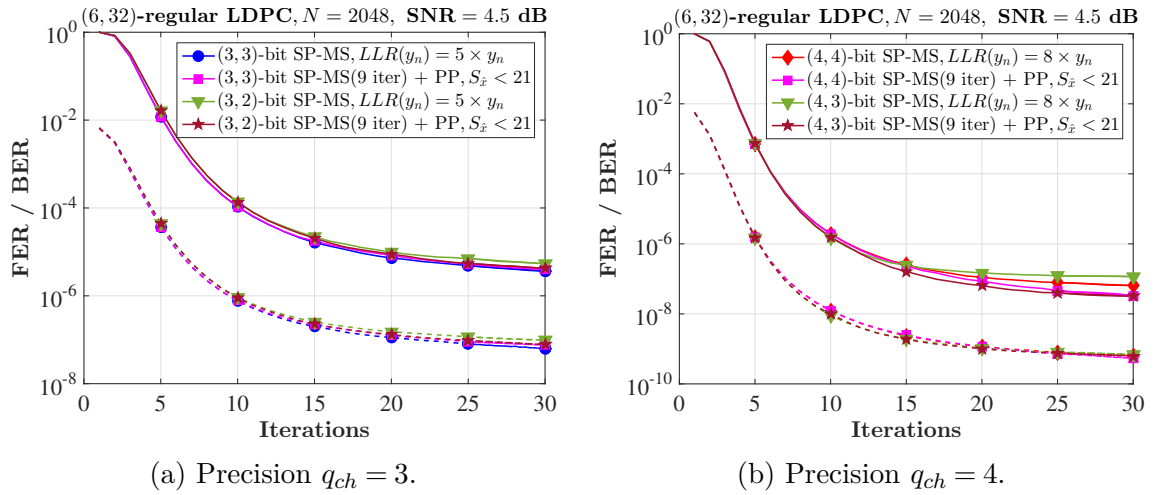 (6, 32)-regular LDPC, N = 2048, SNR = 4.5 dB
(3, 3)-bit SP-MS, LLR(y_n) = 5 × y_n
(3, 3)-bit SP-MS(9 iter) + PP, S_x̂ < 21
(3, 2)-bit SP-MS, LLR(y_n) = 5 × y_n
(3, 2)-bit SP-MS(9 iter) + PP, S_x̂ < 21
FER / BER
10^0
10^-2
10^-4
10^-6
10^-8
0 5 10 15 20 25 30
Iterations
(a) Precision q_ch = 3.
(6, 32)-regular LDPC, N = 2048, SNR = 4.5 dB
(4, 4)-bit SP-MS, LLR(y_n) = 8 × y_n
(4, 4)-bit SP-MS(9 iter) + PP, S_x̂ < 21
(4, 3)-bit SP-MS, LLR(y_n) = 8 × y_n
(4, 3)-bit SP-MS(9 iter) + PP, S_x̂ < 21
FER / BER
10^0
10^-2
10^-4
10^-6
10^-8
10^-10
0 5 10 15 20 25 30
Iterations
(b) Precision q_ch = 4.